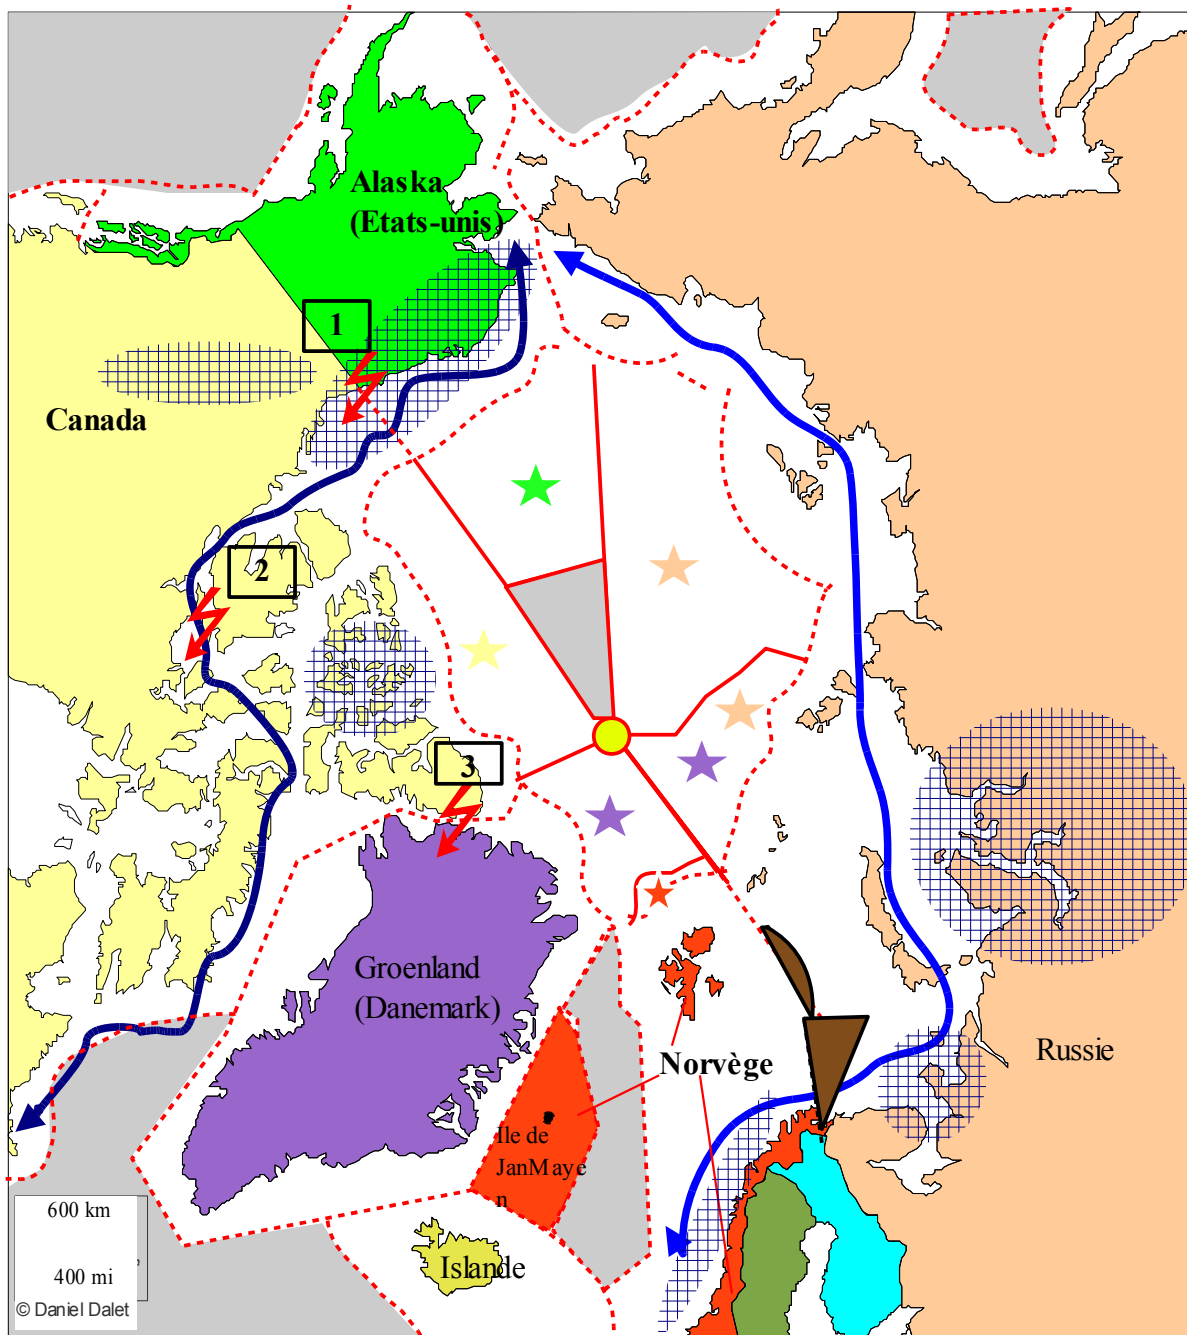 Alaska
(Etats-unis)
1
Canada
2
3
Groenland
(Danemark)
Norvège
Russie
Ile de
JanMaye
n
600 km
400 mi
Islande
© Daniel Dalet